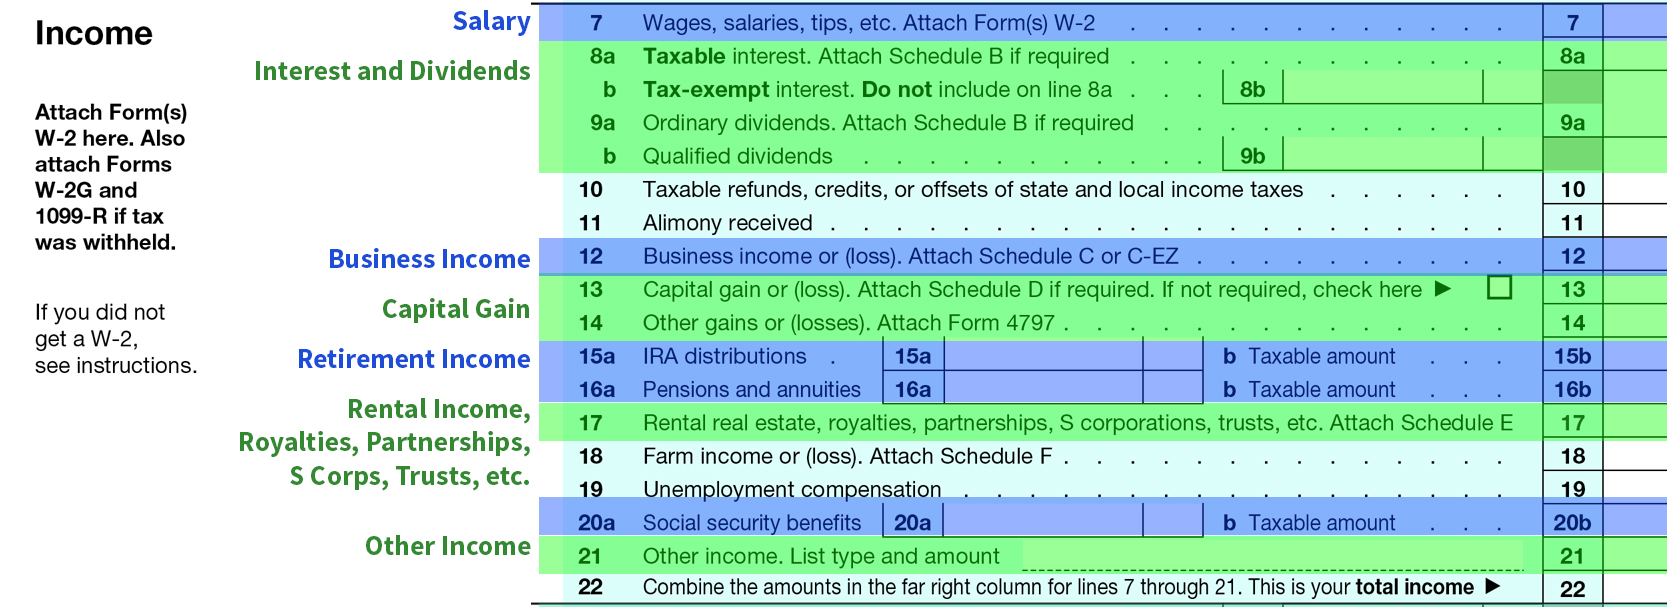 Income
Attach Form(s)
W-2 here. Also
attach Forms
W-2G and
1099-R if tax
was withheld.
If you did not
get a W-2,
see instructions.
Salary
Interest and Dividends
Business Income
Capital Gain
Retirement Income
Rental Income,
Royalties, Partnerships,
S Corps, Trusts, etc.
Other Income
7 Wages, salaries, tips, etc. Attach Form(s) W-2 . . . . . . . . . . 7
8a Taxable interest. Attach Schedule B if required . . . . . . . . . . 8a
b Tax-exempt interest. Do not include on line 8a . . . 8b
9a Ordinary dividends. Attach Schedule B if required . . . . . . . . . . 9a
b Qualified dividends . . . . . . . . . . . 9b
10 Taxable refunds, credits, or offsets of state and local income taxes . . . . . . 10
11 Alimony received . . . . . . . . . . . . . . . . . . . . . 11
12 Business income or (loss). Attach Schedule C or C-EZ . . . . . . . . . . 12
13 Capital gain or (loss). Attach Schedule D if required. If not required, check here ▶ ☐ 13
14 Other gains or (losses). Attach Form 4797 . . . . . . . . . . . . . . 14
15a IRA distributions . 15a b Taxable amount . . . 15b
16a Pensions and annuities 16a b Taxable amount . . . 16b
17 Rental real estate, royalties, partnerships, S corporations, trusts, etc. Attach Schedule E 17
18 Farm income or (loss). Attach Schedule F . . . . . . . . . . . . . . 18
19 Unemployment compensation . . . . . . . . . . . . . . . . . 19
20a Social security benefits 20a b Taxable amount . . . 20b
21 Other income. List type and amount 21
22 Combine the amounts in the far right column for lines 7 through 21. This is your total income ▶ 22